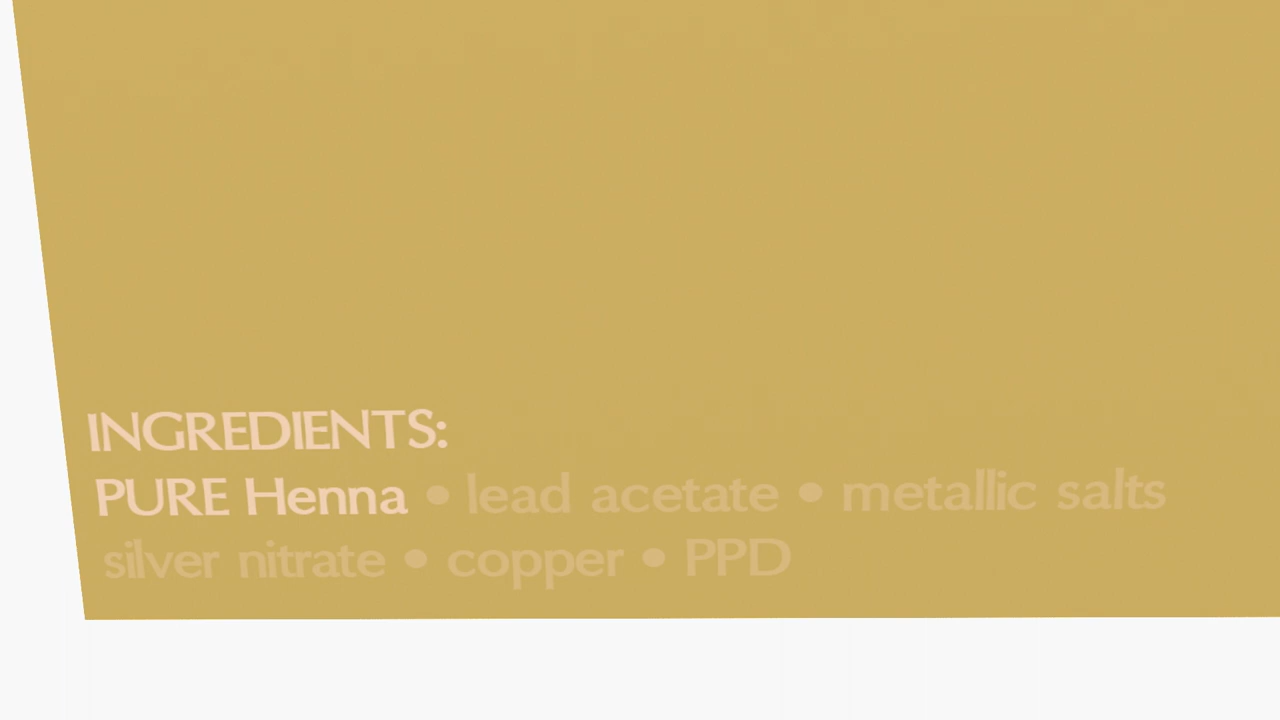 INGREDIENTS:
PURE Henna • lead acetate • metallic salts
silver nitrate • copper • PPD